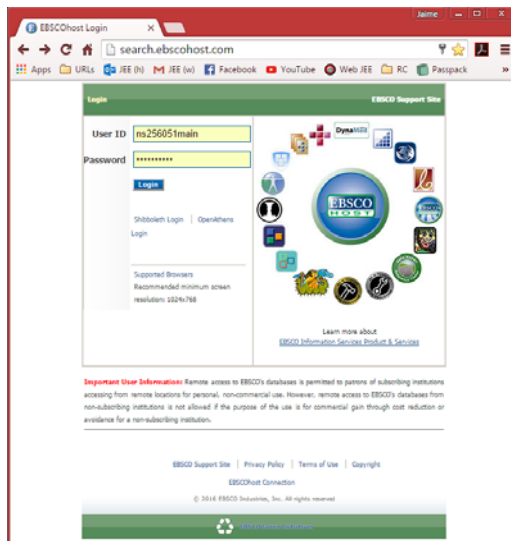 Jaime
EBSCOhost Login
search.ebscohost.com
Apps URLs JEE (h) JEE (w) Facebook YouTube Web JEE RC Passpack »
Login EBSCO Support Site
User ID ns256051main
Password **********
Login
Shibboleth Login | OpenAthens
Login
Supported Browsers
Recommended minimum screen
resolution: 1024x768
DynaMed
EBSCO
HOST
Learn more about
EBSCO Information Services Product & Services
Important User Information: Remote access to EBSCO's databases is permitted to patrons of subscribing institutions
accessing from remote locations for personal, non-commercial use. However, remote access to EBSCO's databases from
non-subscribing institutions is not allowed if the purpose of the use is for commercial gain through cost reduction or
avoidance for a non-subscribing institution.
EBSCO Support Site | Privacy Policy | Terms of Use | Copyright
EBSCOhost Connection
© 2016 EBSCO Industries, Inc. All rights reserved